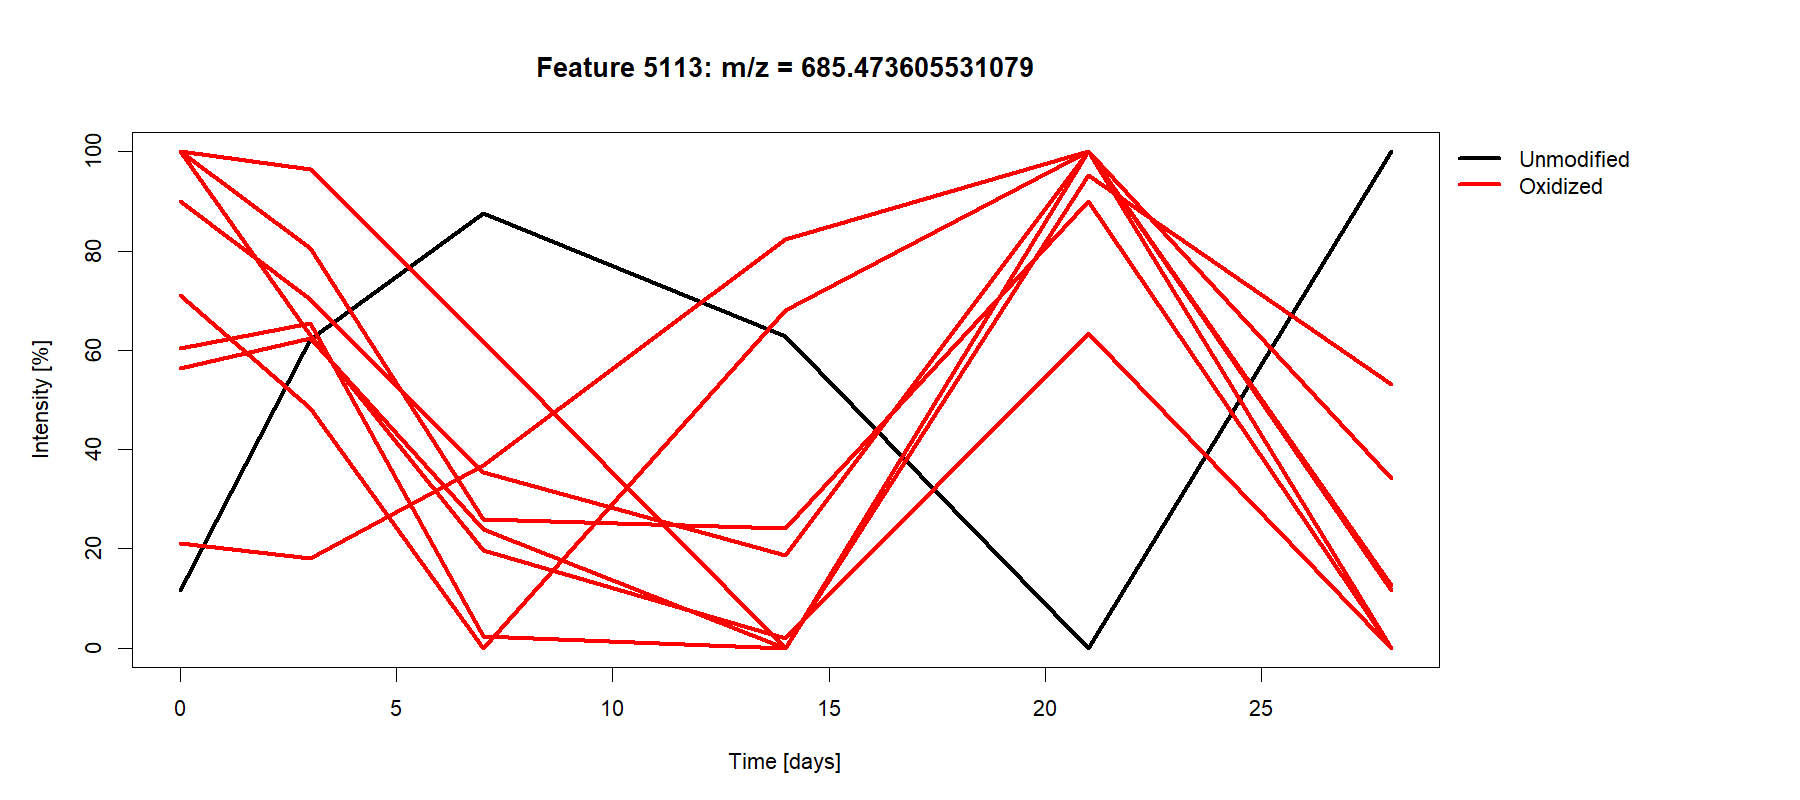 Feature 5113: m/z = 685.473605531079
Unmodified
Oxidized
Intensity [%]
100
80
60
40
20
0
0 5 10 15 20 25
Time [days]